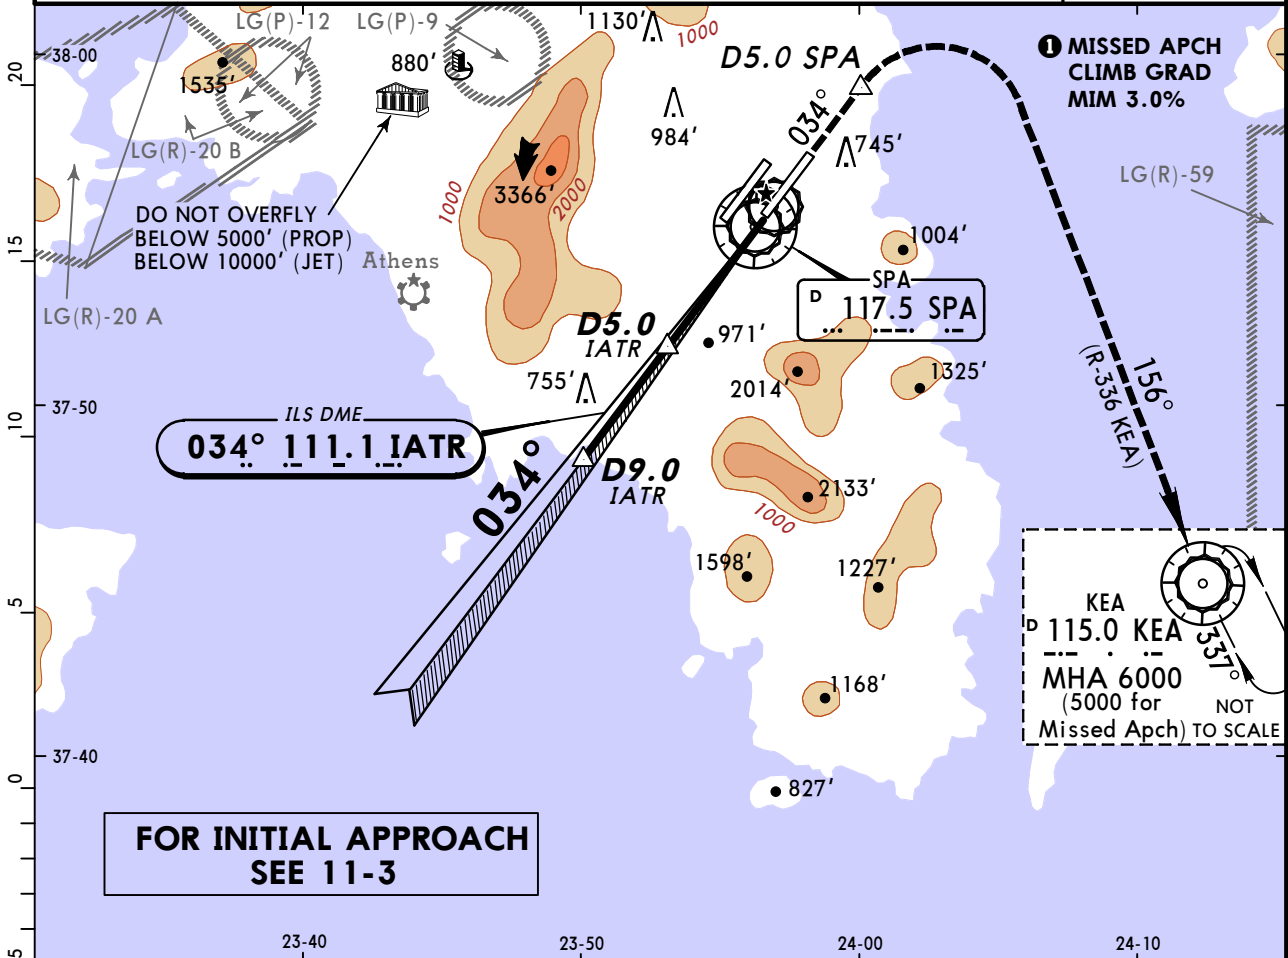 LG(P)-12
LG(P)-9
1130'
1000
D5.0 SPA
❶ MISSED APCH
CLIMB GRAD
MIM 3.0%
20
38-00
1535'
880'
034°
984'
745'
LG(R)-20 B
LG(R)-59
1000
3366'
2000
DO NOT OVERFLY
BELOW 5000' (PROP)
BELOW 10000' (JET)
15
Athens
1004'
LG(R)-20 A
SPA
D 117.5 SPA
D5.0
IATR
971'
755'
2014'
1325'
156°
(R-336 KEA)
10
37-50
ILS DME
034° 111.1 IATR
034°
D9.0
IATR
2133'
1000
1598'
1227'
5
KEA
D 115.0 KEA
337°
MHA 6000
(5000 for
Missed Apch)
NOT
TO SCALE
1168'
37-40
0
827'
FOR INITIAL APPROACH
SEE 11-3
5
23-40
23-50
24-00
24-10